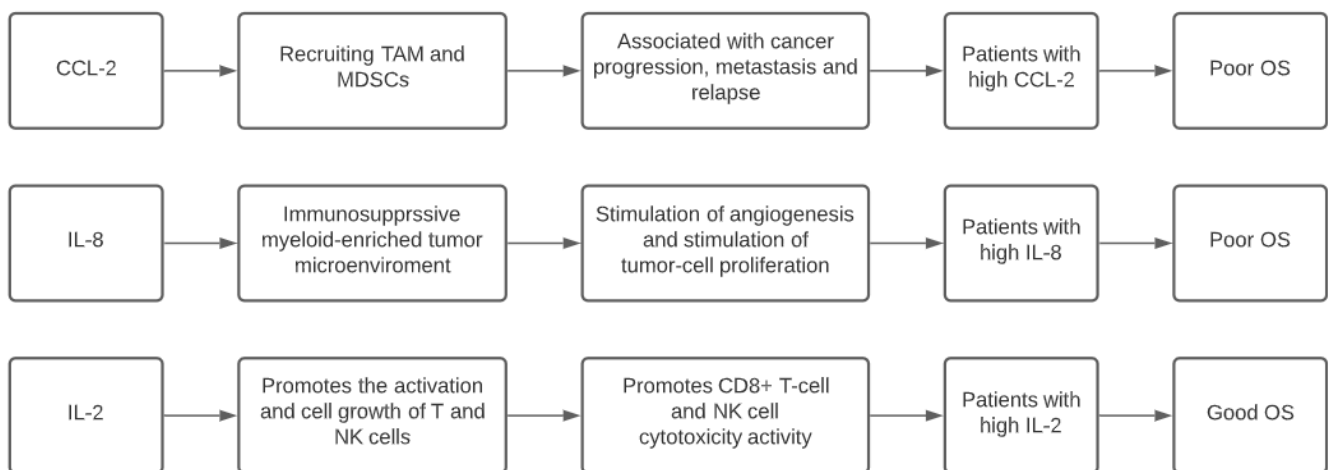 CCL-2
Recruiting TAM and
MDSCs
Associated with cancer
progression, metastasis and
relapse
Patients with
high CCL-2
Poor OS
IL-8
Immunosupprssive
myeloid-enriched tumor
microenviroment
Stimulation of angiogenesis
and stimulation of
tumor-cell proliferation
Patients with
high IL-8
Poor OS
IL-2
Promotes the activation
and cell growth of T and
NK cells
Promotes CD8+ T-cell
and NK cell
cytotoxicity activity
Patients with
high IL-2
Good OS